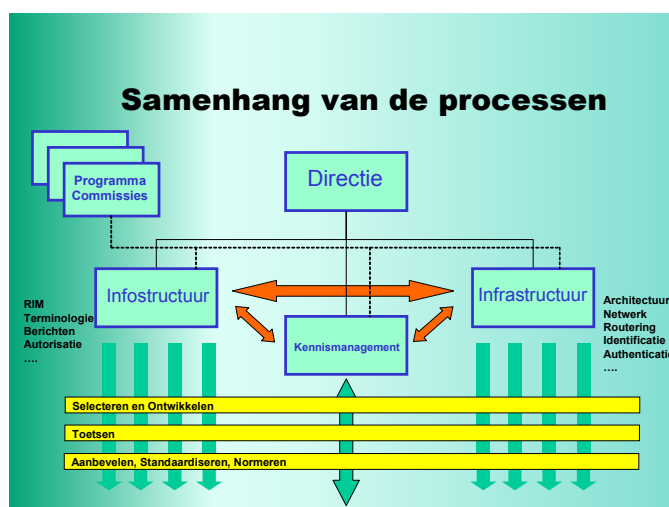 Samenhang van de processen
Programma
Commissies
Directie
Infostructuur
Infrastructuur
Kennismanagement
RIM
Terminologie
Berichten
Autorisatie
....
Architectuur
Netwerk
Routering
Identificatie
Authenticatie
....
Selecteren en Ontwikkelen
Toetsen
Aanbevelen, Standaardiseren, Normeren